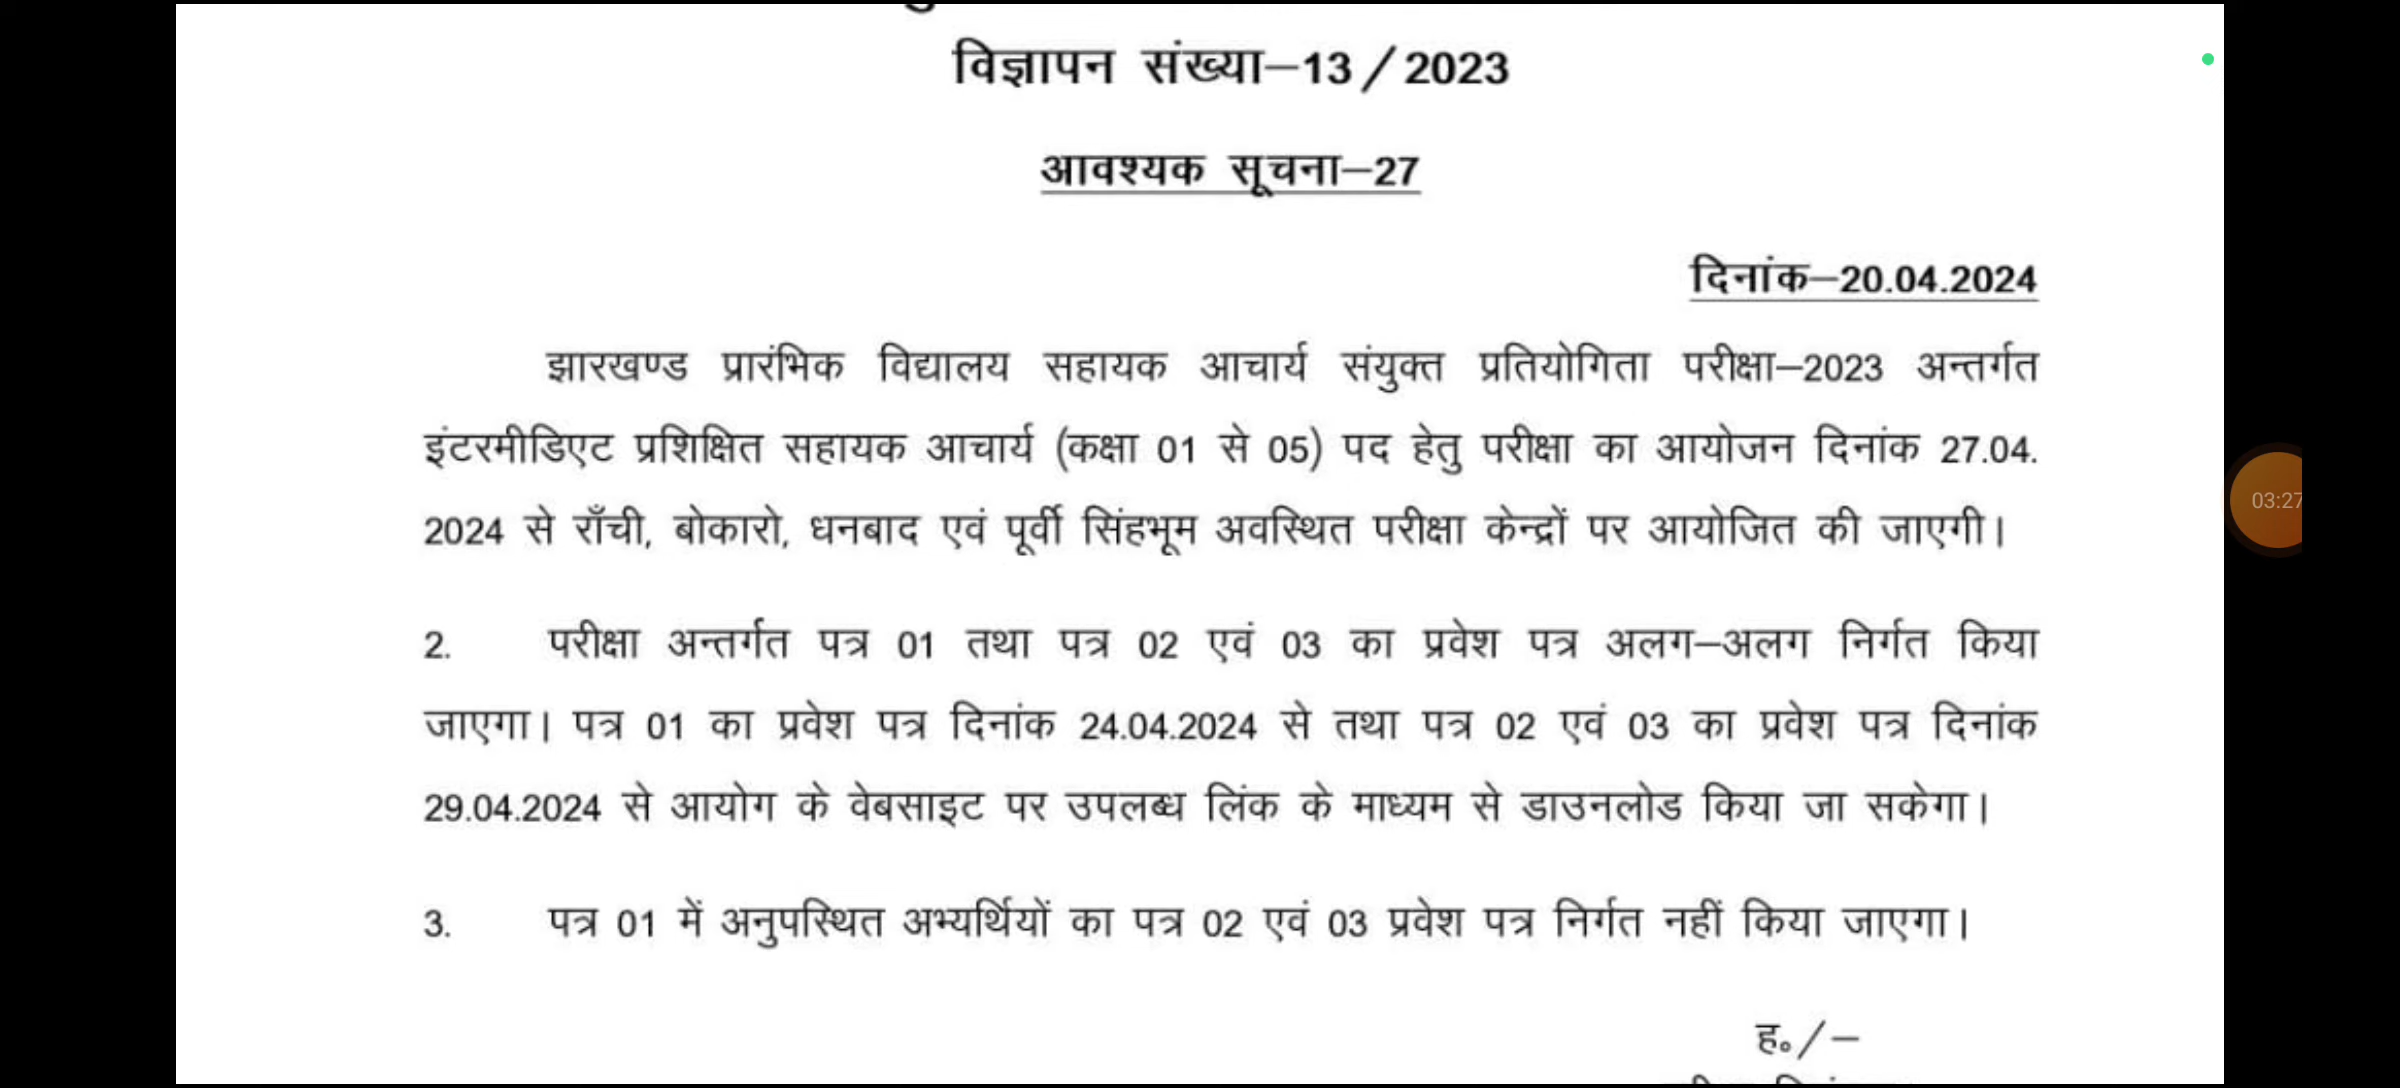 विज्ञापन संख्या–13/2023
आवश्यक सूचना–27
दिनांक–20.04.2024
झारखण्ड प्रारंभिक विद्यालय सहायक आचार्य संयुक्त प्रतियोगिता परीक्षा–2023 अन्तर्गत
इंटरमीडिएट प्रशिक्षित सहायक आचार्य (कक्षा 01 से 05) पद हेतु परीक्षा का आयोजन दिनांक 27.04.
2024 से राँची, बोकारो, धनबाद एवं पूर्वी सिंहभूम अवस्थित परीक्षा केन्द्रों पर आयोजित की जाएगी।
2. परीक्षा अन्तर्गत पत्र 01 तथा पत्र 02 एवं 03 का प्रवेश पत्र अलग–अलग निर्गत किया
जाएगा। पत्र 01 का प्रवेश पत्र दिनांक 24.04.2024 से तथा पत्र 02 एवं 03 का प्रवेश पत्र दिनांक
29.04.2024 से आयोग के वेबसाइट पर उपलब्ध लिंक के माध्यम से डाउनलोड किया जा सकेगा।
3. पत्र 01 में अनुपस्थित अभ्यर्थियों का पत्र 02 एवं 03 प्रवेश पत्र निर्गत नहीं किया जाएगा।
ह०/–
03:27